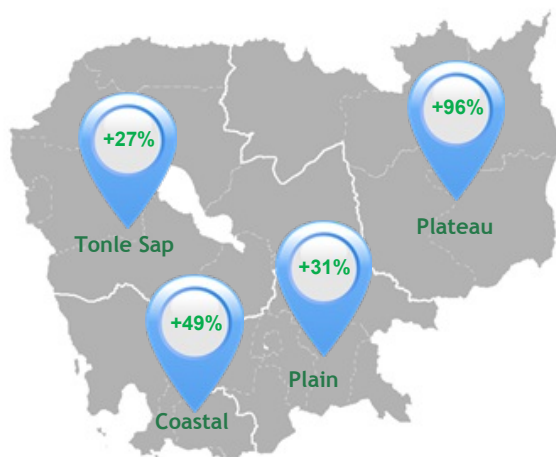 +27%
Tonle Sap
+96%
Plateau
+31%
Plain
+49%
Coastal